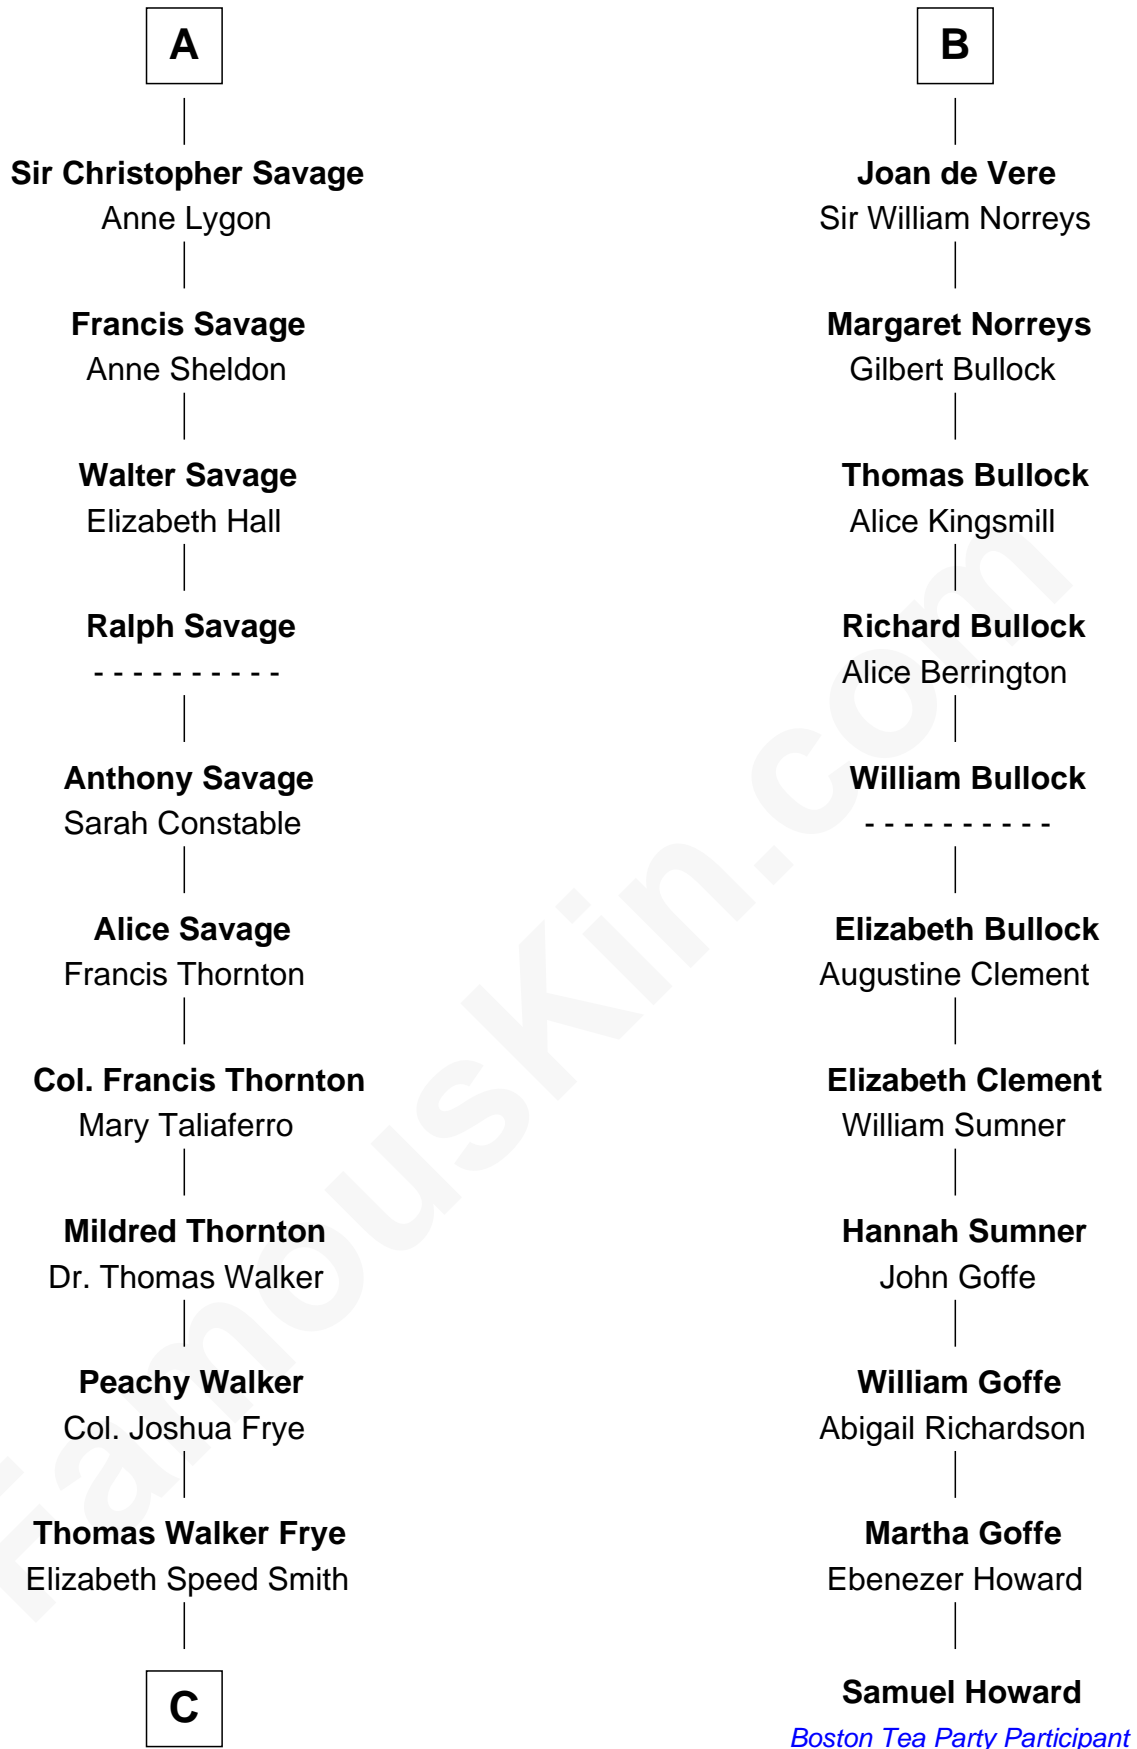 A
Sir Christopher Savage
Anne Lygon
Francis Savage
Anne Sheldon
Walter Savage
Elizabeth Hall
Ralph Savage
- - - - - - - - - -
Anthony Savage
Sarah Constable
Alice Savage
Francis Thornton
Col. Francis Thornton
Mary Taliaferro
Mildred Thornton
Dr. Thomas Walker
Peachy Walker
Col. Joshua Frye
Thomas Walker Frye
Elizabeth Speed Smith
C
B
Joan de Vere
Sir William Norreys
Margaret Norreys
Gilbert Bullock
Thomas Bullock
Alice Kingsmill
Richard Bullock
Alice Berrington
William Bullock
- - - - - - - - - -
Elizabeth Bullock
Augustine Clement
Elizabeth Clement
William Sumner
Hannah Sumner
John Goffe
William Goffe
Abigail Richardson
Martha Goffe
Ebenezer Howard
Samuel Howard
Boston Tea Party Participant
FamousKin.com